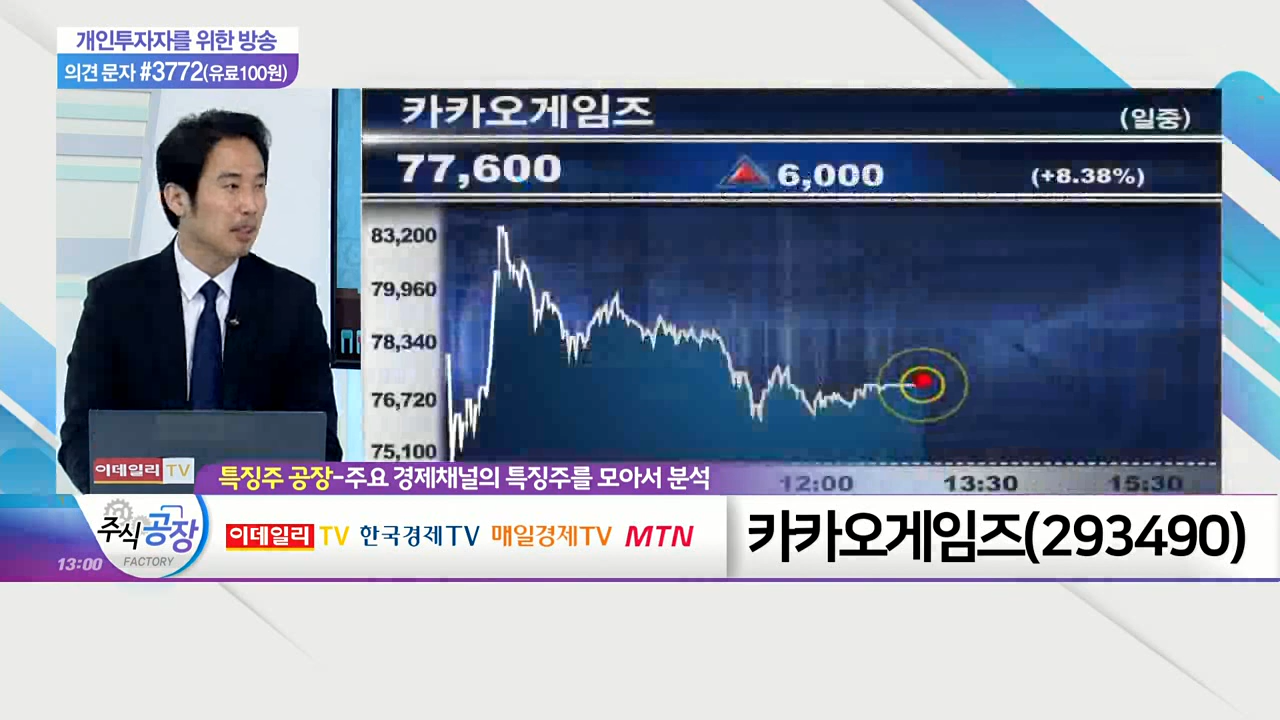 개인투자자를 위한 방송
의견 문자 #3772(유료100원)
카카오게임즈
(일중)
77,600
6,000
(+8.38%)
83,200
79,960
78,340
76,720
75,100
12:00
13:30
15:30
이데일리 TV
특징주 공장-주요 경제채널의 특징주를 모아서 분석
주식공장
FACTORY
13:00
이데일리 TV 한국경제TV 매일경제TV MTN
카카오게임즈(293490)